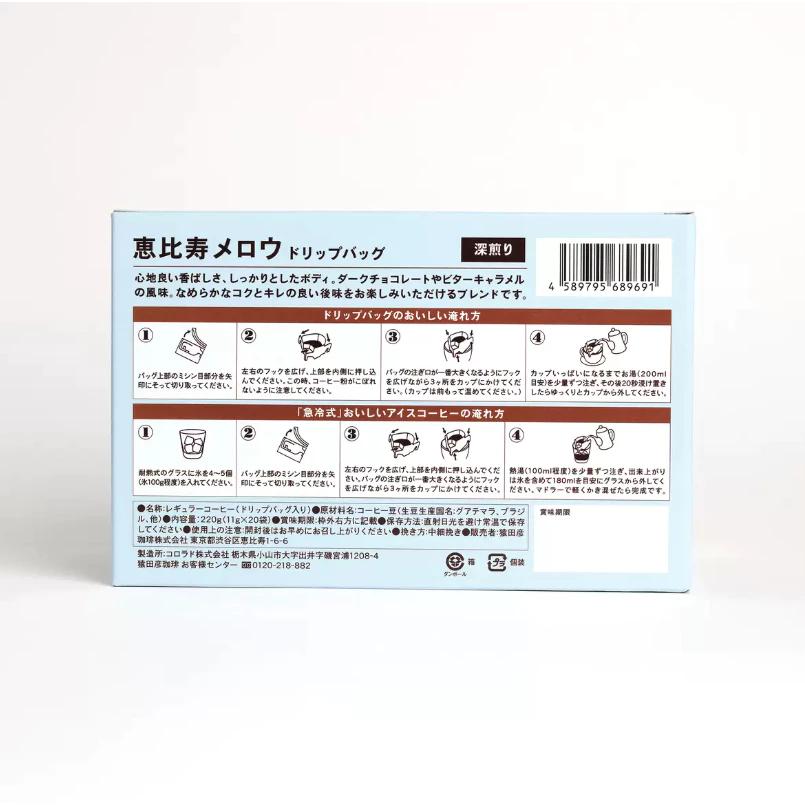 恵比寿メロウ ドリップバッグ 深煎り
心地良い香ばしさ、しっかりとしたボディ。ダークチョコレートやビターキャラメル
の風味。なめらかなコクとキレの良い後味をお楽しみいただけるブレンドです。
4 589795 689691
ドリップバッグのおいしい淹れ方
1
バッグ上部のミシン目部分を矢
印にそって切り取ってください。
2
左右のフックを広げ、上部を内側に押し込
んでください。この時、コーヒー粉がこぼれ
ないように注意してください。
3
バッグの注ぎ口が一番大きくなるようにフック
を広げながら3ヶ所をカップにかけてくださ
い。(カップは前もって温めてください。)
4
カップいっぱいになるまでお湯(200ml
目安)を少量ずつ注ぎ、その後20秒浸け置き
したらゆっくりとカップから外してください。
「急冷式」おいしいアイスコーヒーの淹れ方
1
耐熱式のグラスに氷を4〜5個
(氷100g程度)を入れてください。
2
バッグ上部のミシン目部分を矢
印にそって切り取ってください。
3
左右のフックを広げ、上部を内側に押し込んでくださ
い。バッグの注ぎ口が一番大きくなるようにフック
を広げながら3ヶ所をカップにかけてください。
4
熱湯(100ml程度)を少量ずつ注ぎ、出来上がり
は氷を含めて180mlを目安にグラスから外してく
ださい。マドラーで軽くかき混ぜたら完成です。
●名称:レギュラーコーヒー(ドリップバッグ入り)●原材料名:コーヒー豆(生豆生産国名:グアテマラ、ブラジ
ル、他)●内容量:220g(11g×20袋)●賞味期限:枠外右方に記載●保存方法:直射日光を避け常温で保存
してください●使用上の注意:開封後はお早めにお召し上がりください●挽き方:中細挽き●販売者:猿田彦
珈琲株式会社 東京都渋谷区恵比寿1-6-6
賞味期限
製造所:コロラド株式会社 栃木県小山市大字出井字磯宮浦1208-4
猿田彦珈琲 お客様センター 0120-218-882
ダンボール 箱
プラ 個装